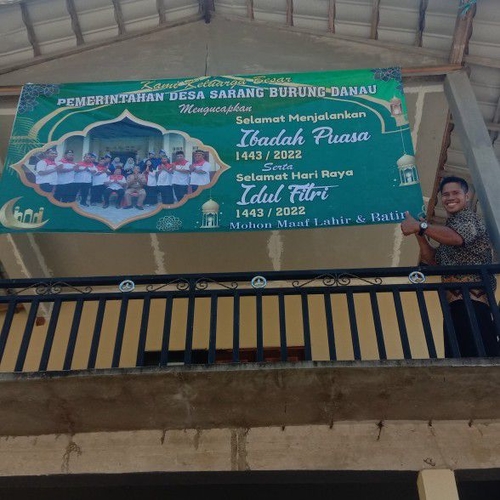 Kami Keluarga Besar
PEMERINTAHAN DESA SARANG BURUNG DANAU
Mengucapkan
Selamat Menjalankan
Ibadah Puasa
1443 / 2022
Serta
Selamat Hari Raya
Idul Fitri
1443 / 2022
Mohon Maaf Lahir & Batin